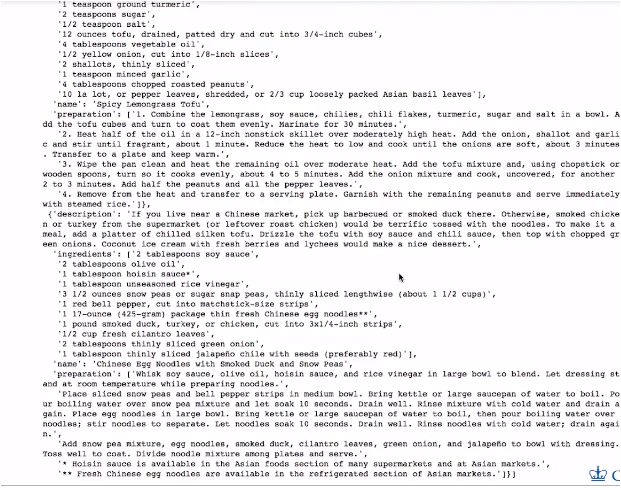 '1 teaspoon ground turmeric',
'2 teaspoons sugar',
'1/2 teaspoon salt',
'12 ounces tofu, drained, patted dry and cut into 3/4-inch cubes',
'4 tablespoons vegetable oil',
'1/2 yellow onion, cut into 1/8-inch slices',
'2 shallots, thinly sliced',
'1 teaspoon minced garlic',
'4 tablespoons chopped roasted peanuts',
'10 la lot, or pepper leaves, shredded, or 2/3 cup loosely packed Asian basil leaves'],
'name': 'Spicy Lemongrass Tofu',
'preparation': ['1. Combine the lemongrass, soy sauce, chilies, chili flakes, turmeric, sugar and salt in a bowl. A
dd the tofu cubes and turn to coat them evenly. Marinate for 30 minutes.',
'2. Heat half of the oil in a 12-inch nonstick skillet over moderately high heat. Add the onion, shallot and garli
c and stir until fragrant, about 1 minute. Reduce the heat to low and cook until the onions are soft, about 3 minutes
. Transfer to a plate and keep warm.',
'3. Wipe the pan clean and heat the remaining oil over moderate heat. Add the tofu mixture and, using chopstick or
wooden spoons, turn so it cooks evenly, about 4 to 5 minutes. Add the onion mixture and cook, uncovered, for another
2 to 3 minutes. Add half the peanuts and all the pepper leaves.',
'4. Remove from the heat and transfer to a serving plate. Garnish with the remaining peanuts and serve immediately
with steamed rice.']},
{'description': 'If you live near a Chinese market, pick up barbecued or smoked duck there. Otherwise, smoked chicke
n or turkey from the supermarket (or leftover roast chicken) would be terrific tossed with the noodles. To make it a
meal, add a platter of chilled silken tofu. Drizzle the tofu with soy sauce and chili sauce, then top with chopped gr
een onions. Coconut ice cream with fresh berries and lychees would make a nice dessert.',
'ingredients': ['2 tablespoons soy sauce',
'2 tablespoons olive oil',
'1 tablespoon hoisin sauce*',
'1 tablespoon unseasoned rice vinegar',
'3 1/2 ounces snow peas or sugar snap peas, thinly sliced lengthwise (about 1 1/2 cups)',
'1 red bell pepper, cut into matchstick-size strips',
'1 17-ounce (425-gram) package thin fresh Chinese egg noodles**',
'1 pound smoked duck, turkey, or chicken, cut into 3x1/4-inch strips',
'1/2 cup fresh cilantro leaves',
'2 tablespoons thinly sliced green onion',
'1 tablespoon thinly sliced jalapeño chile with seeds (preferably red)'],
'name': 'Chinese Egg Noodles with Smoked Duck and Snow Peas',
'preparation': ['Whisk soy sauce, olive oil, hoisin sauce, and rice vinegar in large bowl to blend. Let dressing st
and at room temperature while preparing noodles.',
'Place sliced snow peas and bell pepper strips in medium bowl. Bring kettle or large saucepan of water to boil. Po
ur boiling water over snow pea mixture and let soak 10 seconds. Drain well. Rinse mixture with cold water and drain a
gain. Place egg noodles in large bowl. Bring kettle or large saucepan of water to boil, then pour boiling water over
noodles; stir noodles to separate. Let noodles soak 10 seconds. Drain well. Rinse noodles with cold water; drain agai
n.',
'Add snow pea mixture, egg noodles, smoked duck, cilantro leaves, green onion, and jalapeño to bowl with dressing.
Toss well to coat. Divide noodle mixture among plates and serve.',
'* Hoisin sauce is available in the Asian foods section of many supermarkets and at Asian markets.',
'** Fresh Chinese egg noodles are available in the refrigerated section of Asian markets.']}]